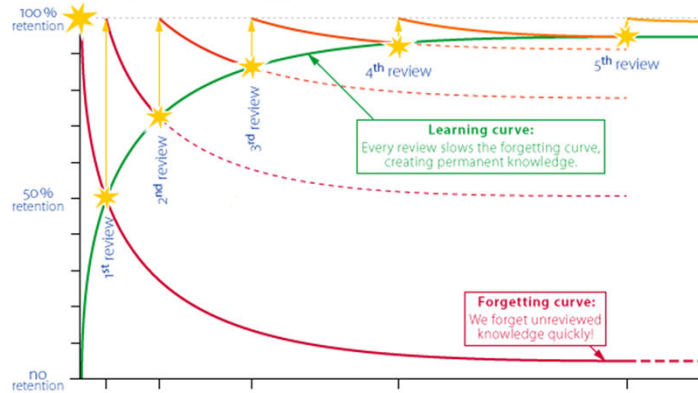 100%
retention
50%
retention
no
retention
1st review
2nd review
3rd review
4th review
5th review
Learning curve:
Every review slows the forgetting curve,
creating permanent knowledge.
Forgetting curve:
We forget unreviewed
knowledge quickly!